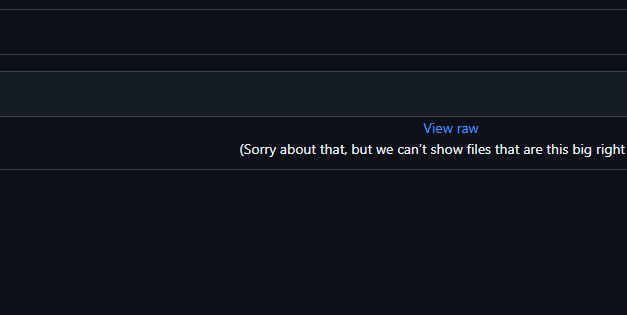 View raw
(Sorry about that, but we can’t show files that are this big right